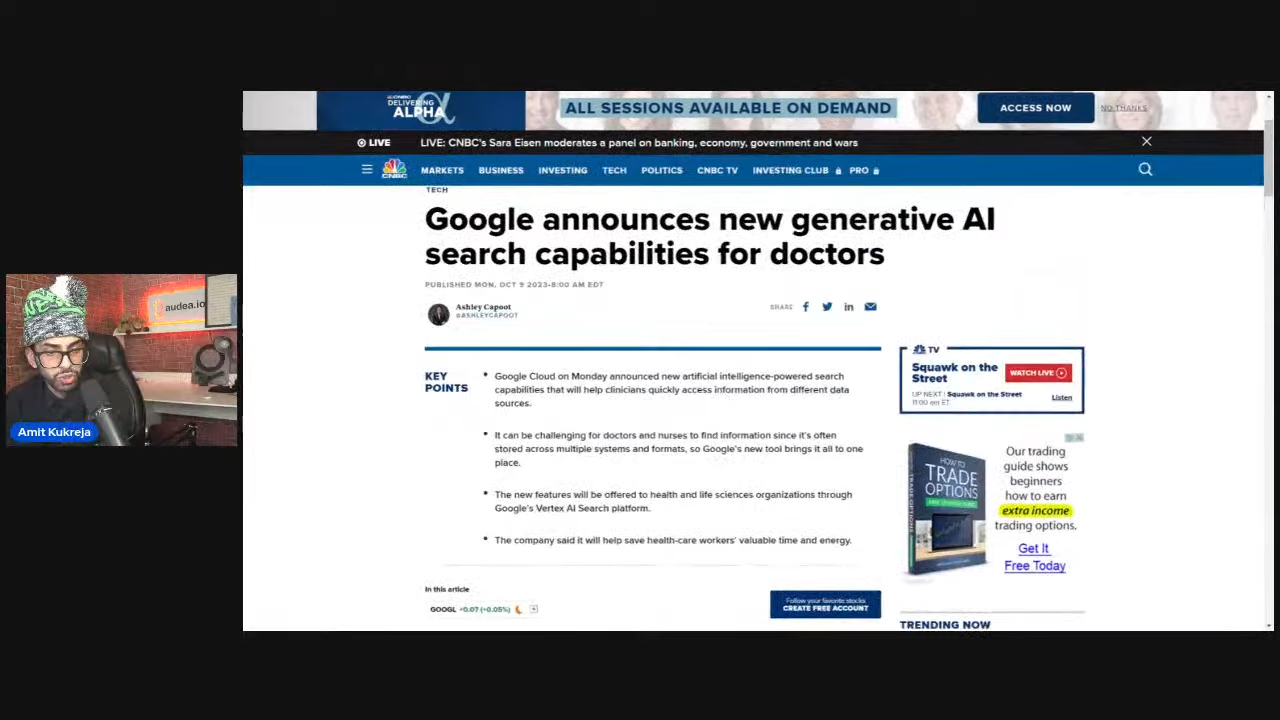 CNBC
DELIVERING
ALPHA
ALL SESSIONS AVAILABLE ON DEMAND
ACCESS NOW
NO THANKS
LIVE
LIVE: CNBC's Sara Eisen moderates a panel on banking, economy, government and wars
CNBC
MARKETS BUSINESS INVESTING TECH POLITICS CNBC TV INVESTING CLUB PRO
TECH
Google announces new generative AI
search capabilities for doctors
PUBLISHED MON, OCT 9 2023·8:00 AM EDT
Ashley Capoot
@ASHLEYCAPOOT
SHARE
KEY
POINTS
Google Cloud on Monday announced new artificial intelligence-powered search
capabilities that will help clinicians quickly access information from different data
sources.
It can be challenging for doctors and nurses to find information since it's often
stored across multiple systems and formats, so Google's new tool brings it all to one
place.
The new features will be offered to health and life sciences organizations through
Google's Vertex AI Search platform.
The company said it will help save health-care workers' valuable time and energy.
In this article
GOOGL +0.07 (+0.05%)
Follow your favorite stocks
CREATE FREE ACCOUNT
TV
Squawk on the
Street
WATCH LIVE
UP NEXT | Squawk on the Street
11:00 am ET
Listen
HOW TO
TRADE
OPTIONS
Our trading
guide shows
beginners
how to earn
extra income
trading options.
Get It
Free Today
TRENDING NOW
audea.io
Amit Kukreja